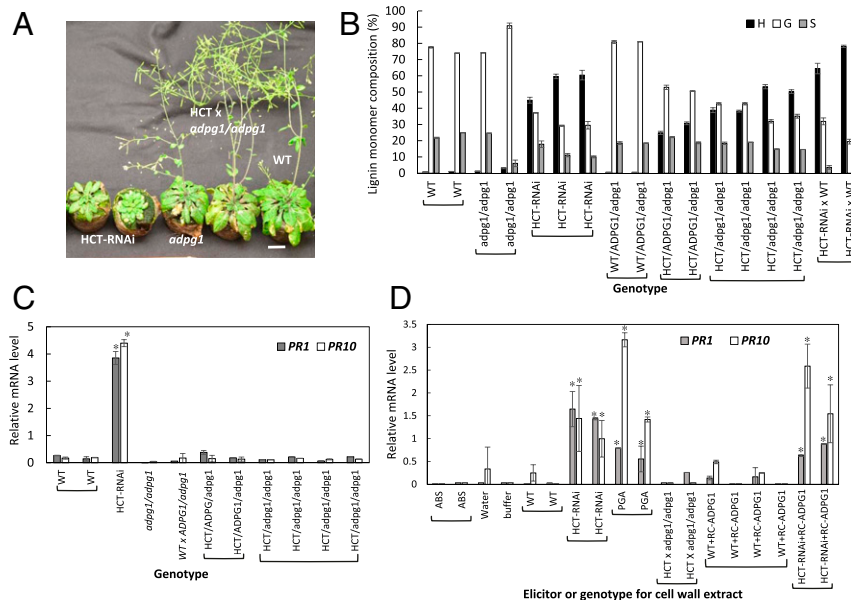 A
HCT x
adpg1/adpg1
WT
HCT-RNAi
adpg1
B
Lignin monomer composition (%)
100
90
80
70
60
50
40
30
20
10
0
H G S
WT
WT
adpg1/adpg1
adpg1/adpg1
HCT-RNAi
HCT-RNAi
HCT-RNAi
WT/ADPG1/adpg1
WT/ADPG1/adpg1
HCT/ADPG1/adpg1
HCT/ADPG1/adpg1
HCT/adpg1/adpg1
HCT/adpg1/adpg1
HCT/adpg1/adpg1
HCT/adpg1/adpg1
HCT-RNAi x WT
HCT-RNAi x WT
Genotype
C
Relative mRNA level
5
4
3
2
1
0
PR1 PR10
* *
WT
WT
HCT-RNAi
adpg1/adpg1
WT x ADPG1/adpg1
HCT/ADPG/adpg1
HCT/ADPG1/adpg1
HCT/adpg1/adpg1
HCT/adpg1/adpg1
HCT/adpg1/adpg1
HCT/adpg1/adpg1
Genotype
D
Relative mRNA level
3.5
3
2.5
2
1.5
1
0.5
0
PR1 PR10
* * * * * * * * * * * *
ABS
ABS
Water
buffer
WT
WT
HCT-RNAi
HCT-RNAi
PGA
PGA
HCT x adpg1/adpg1
HCT x adpg1/adpg1
WT+RC-ADPG1
WT+RC-ADPG1
WT+RC-ADPG1
WT+RC-ADPG1
HCT-RNAi+RC-ADPG1
HCT-RNAi+RC-ADPG1
Elicitor or genotype for cell wall extract